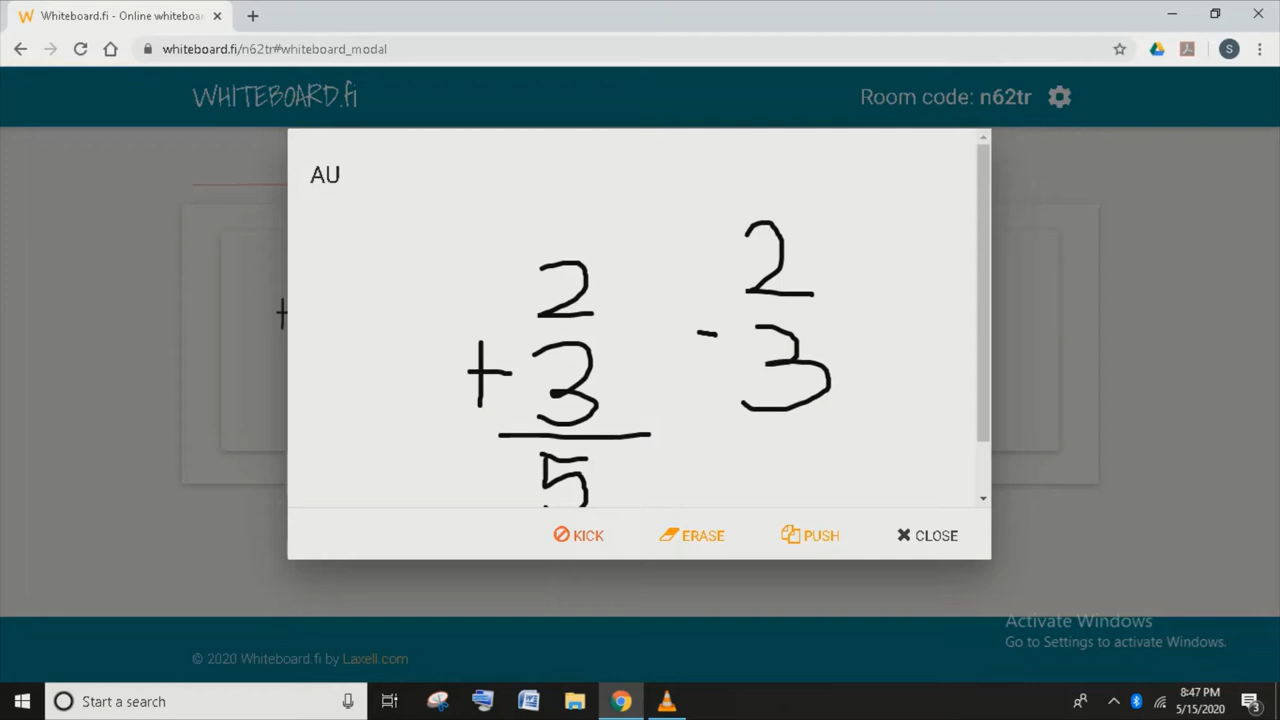 Whiteboard.fi - Online whiteboa
whiteboard.fi/n62tr#whiteboard_modal
S
WHITEBOARD.fi
Room code: n62tr
AU
2
+ 3
5
2
- 3
KICK
ERASE
PUSH
CLOSE
Activate Windows
Go to Settings to activate Windows.
© 2020 Whiteboard.fi by Laxell.com
Start a search
8:47 PM
5/15/2020
3